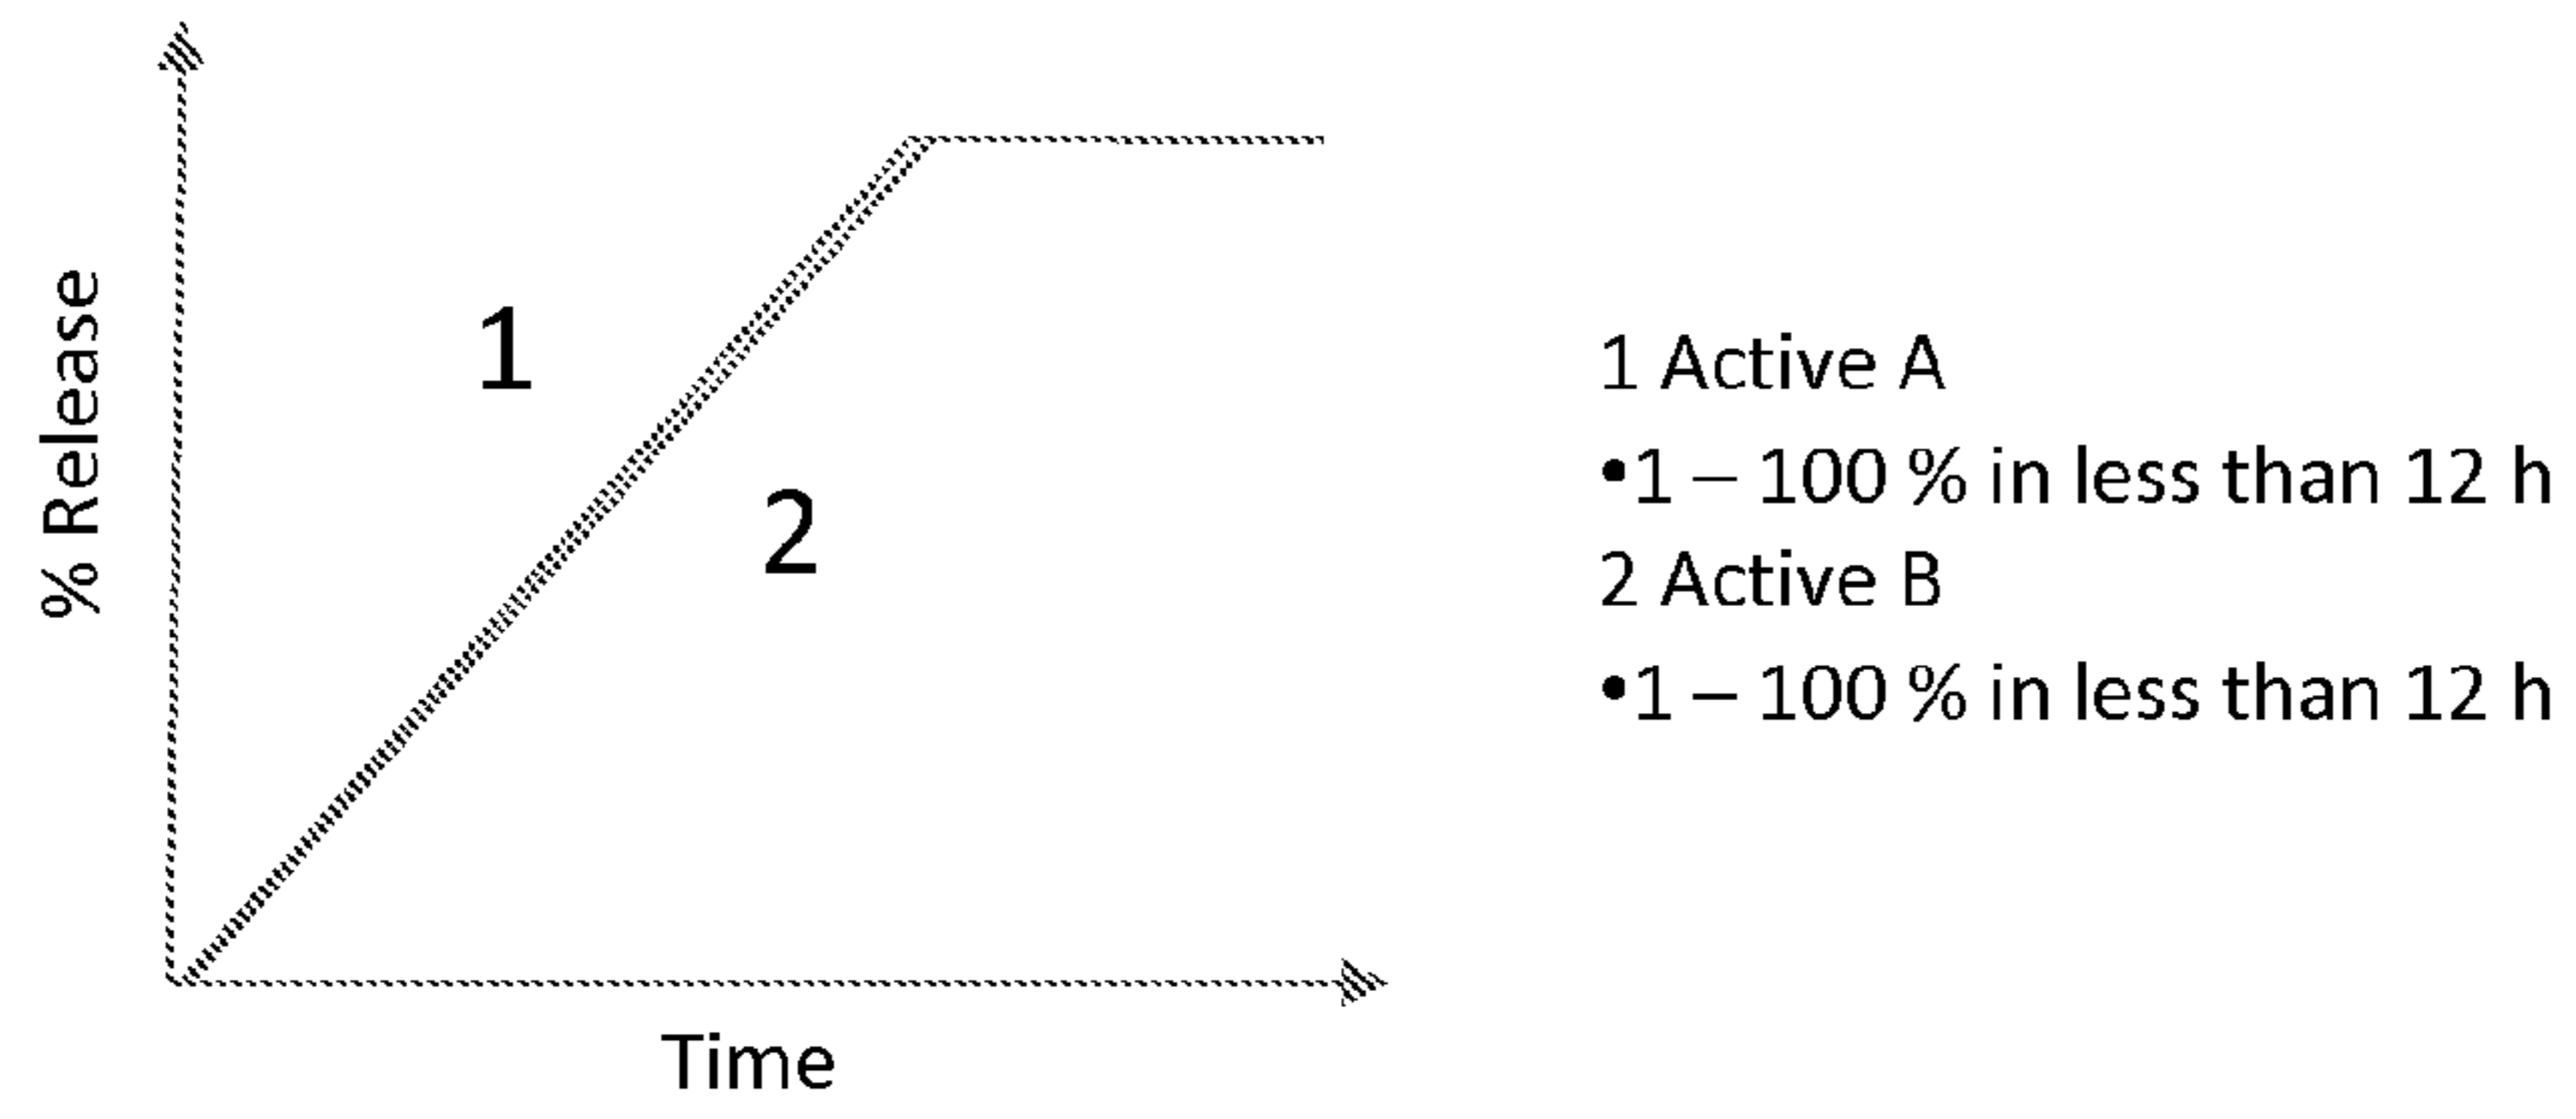 % Release
1
2
Time
1 Active A
•1 – 100 % in less than 12 h
2 Active B
•1 – 100 % in less than 12 h